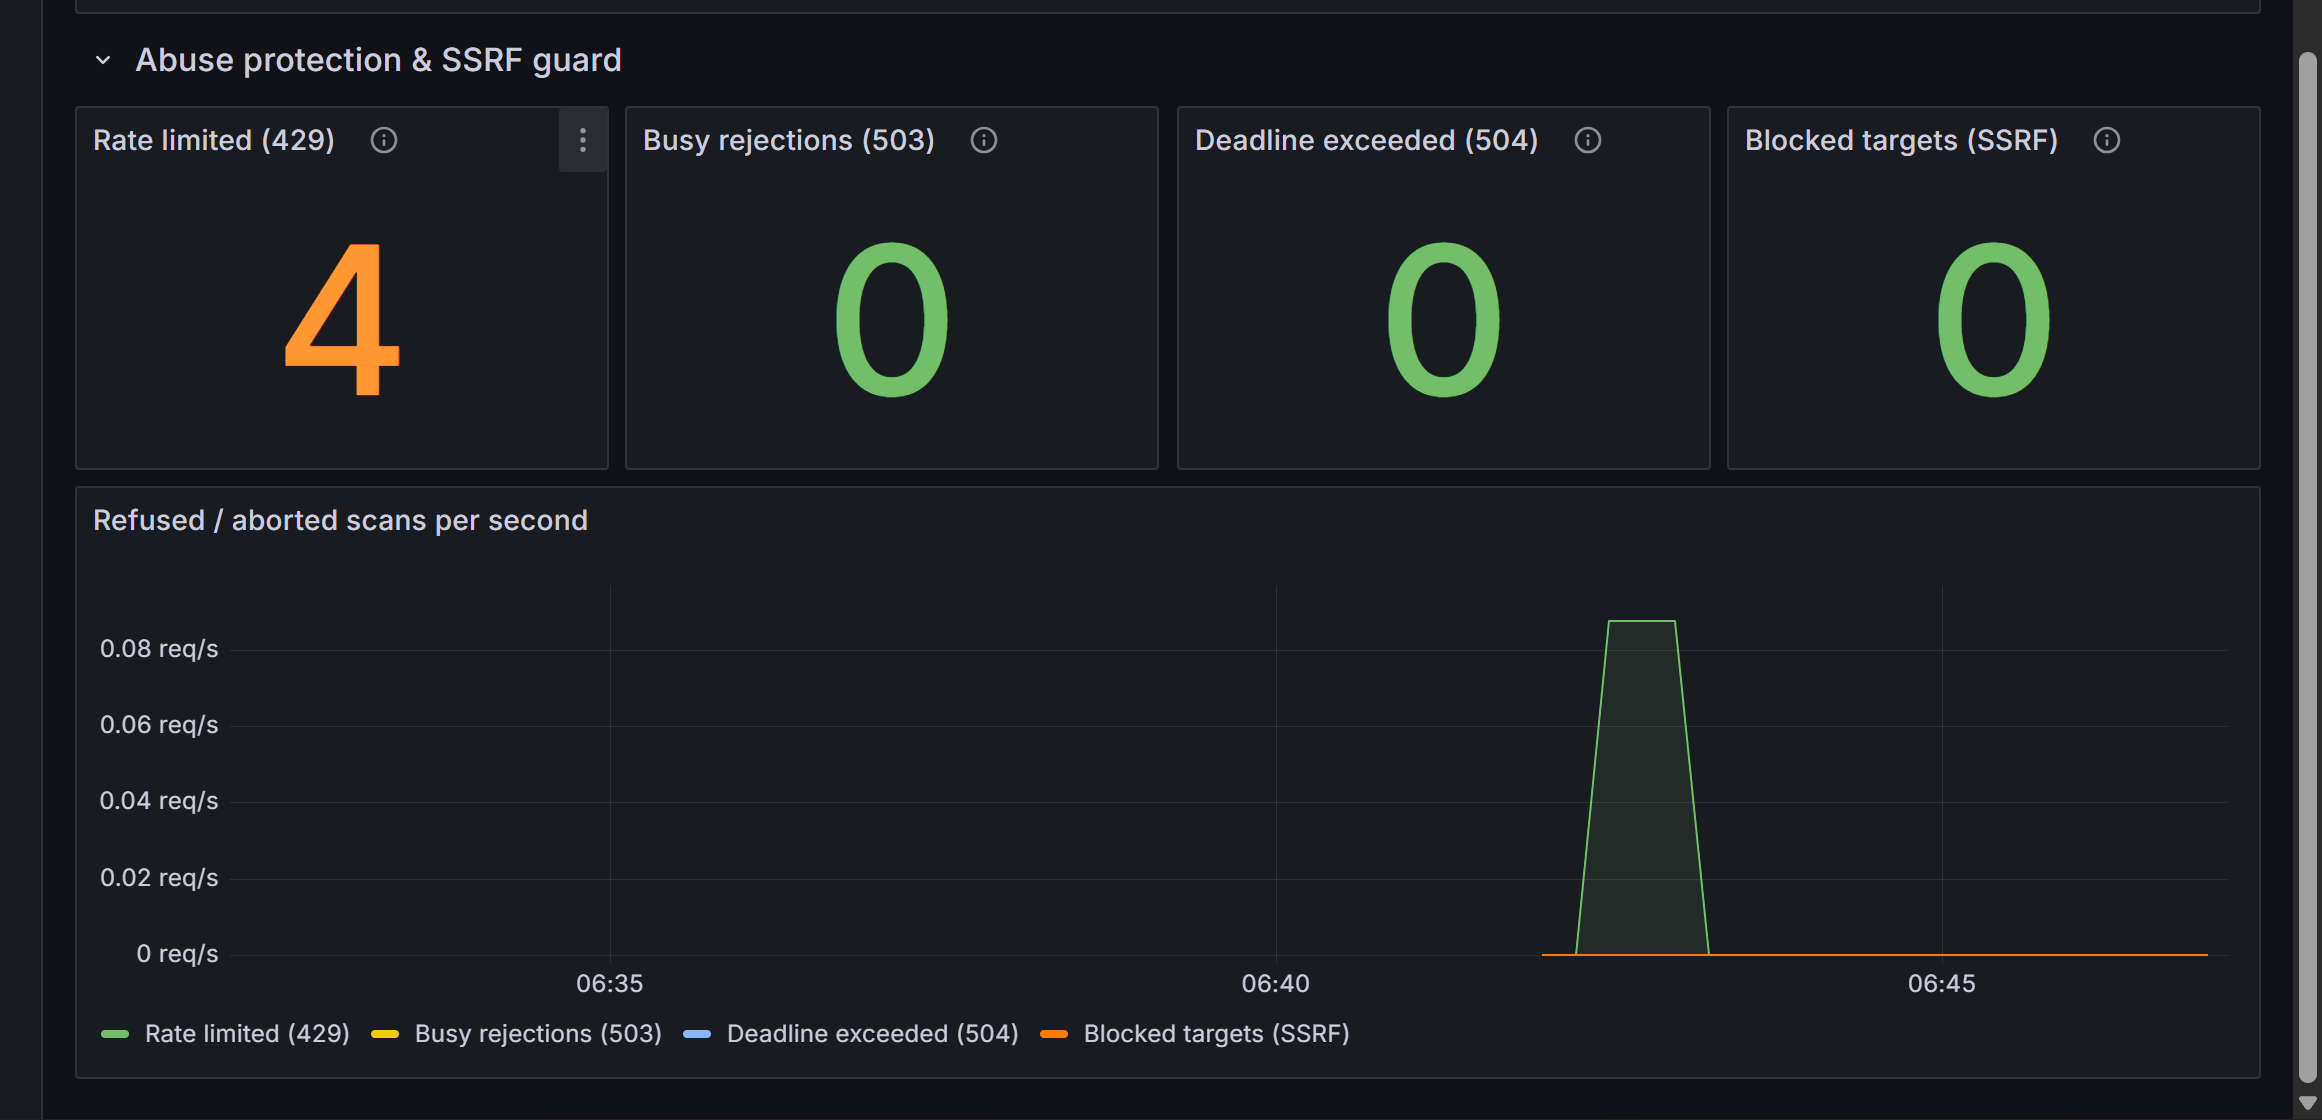 Abuse protection & SSRF guard
Rate limited (429)
Busy rejections (503)
Deadline exceeded (504)
Blocked targets (SSRF)
4
0
0
0
Refused / aborted scans per second
0.08 req/s
0.06 req/s
0.04 req/s
0.02 req/s
0 req/s
06:35
06:40
06:45
Rate limited (429)
Busy rejections (503)
Deadline exceeded (504)
Blocked targets (SSRF)